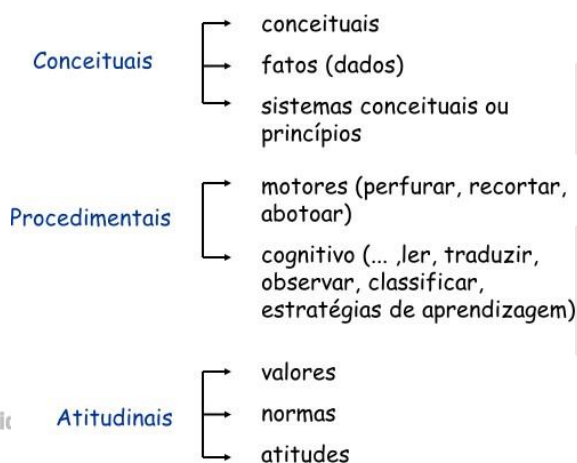 Conceituais
conceituais
fatos (dados)
sistemas conceituais ou
princípios
Procedimentais
motores (perfurar, recortar,
abotoar)
cognitivo (... ,ler, traduzir,
observar, classificar,
estratégias de aprendizagem)
Atitudinais
valores
normas
atitudes